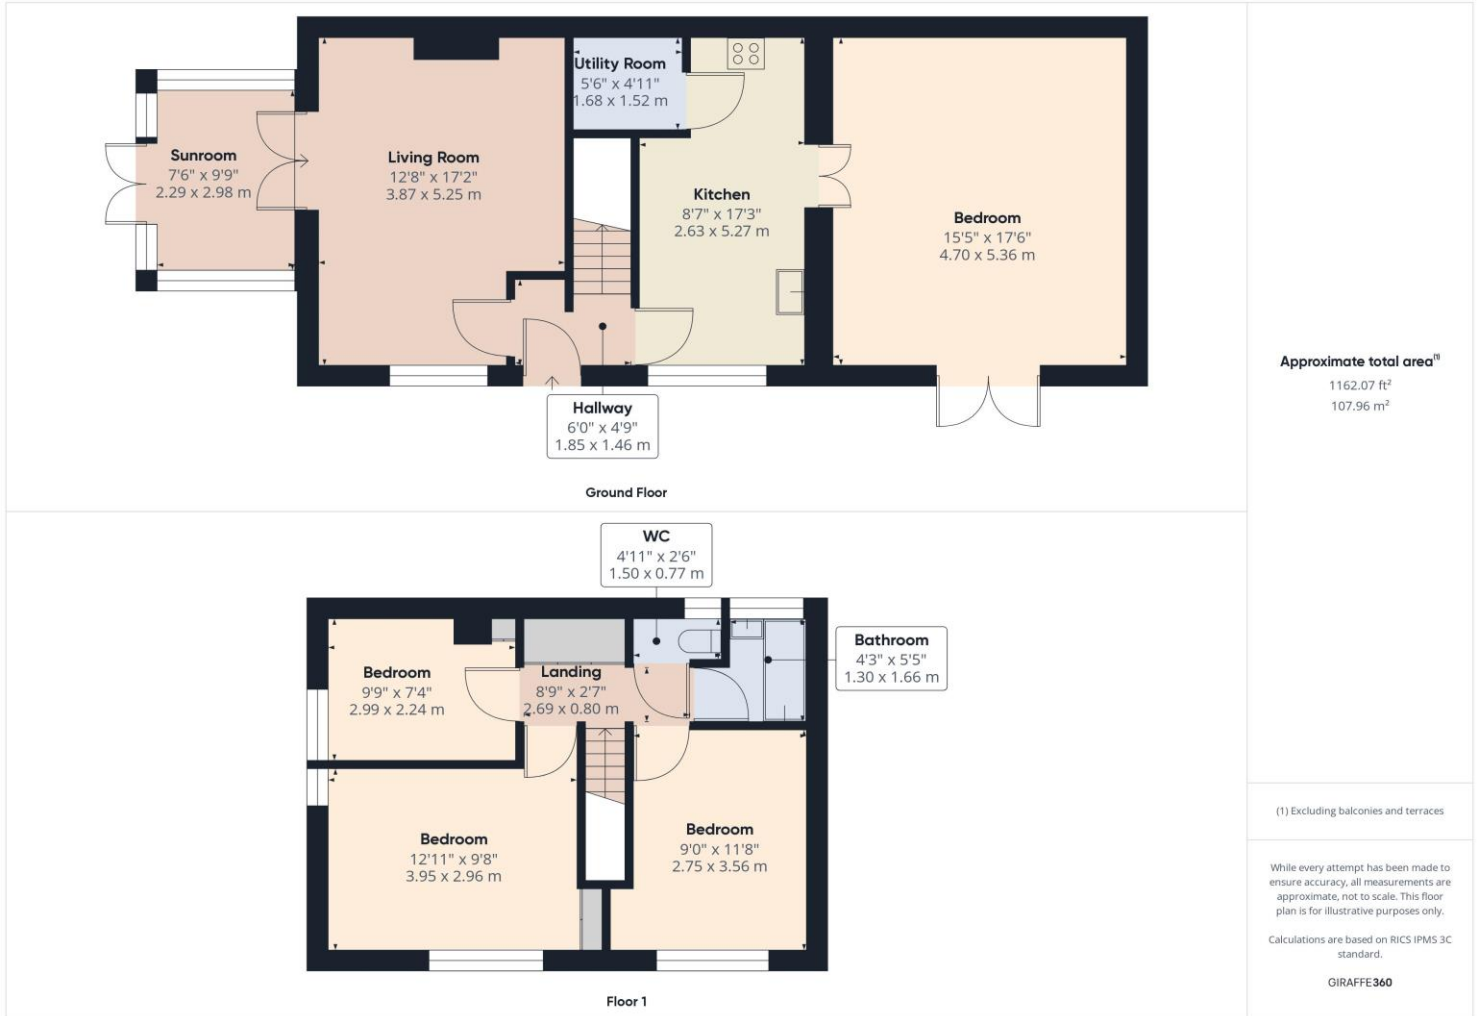 Utility Room
5'6" x 4'11"
1.68 x 1.52 m
Sunroom
7'6" x 9'9"
2.29 x 2.98 m
Living Room
12'8" x 17'2"
3.87 x 5.25 m
Kitchen
8'7" x 17'3"
2.63 x 5.27 m
Bedroom
15'5" x 17'6"
4.70 x 5.36 m
Hallway
6'0" x 4'9"
1.85 x 1.46 m
Ground Floor
WC
4'11" x 2'6"
1.50 x 0.77 m
Bathroom
4'3" x 5'5"
1.30 x 1.66 m
Bedroom
9'9" x 7'4"
2.99 x 2.24 m
Landing
8'9" x 2'7"
2.69 x 0.80 m
Bedroom
12'11" x 9'8"
3.95 x 2.96 m
Bedroom
9'0" x 11'8"
2.75 x 3.56 m
Floor 1
Approximate total area(1)
1162.07 ft²
107.96 m²
(1) Excluding balconies and terraces
While every attempt has been made to
ensure accuracy, all measurements are
approximate, not to scale. This floor
plan is for illustrative purposes only.
Calculations are based on RICS IPMS 3C
standard.
GIRAFFE360